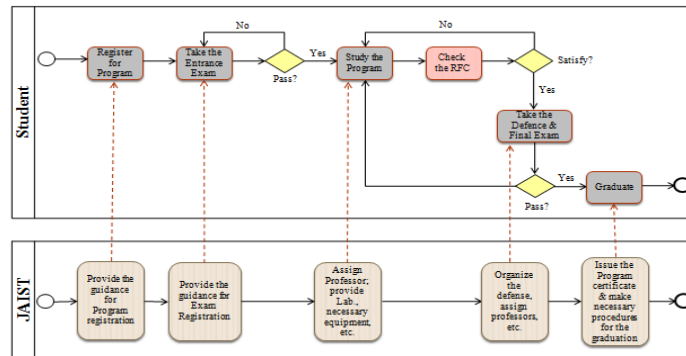 Student
No
No
Register
for
Program
Take the
Entrance
Exam
Pass?
Yes
Study the
Program
Check
the RFC
Satisfy?
Yes
Take the
Defence &
Final Exam
Pass?
Yes
Graduate
JAIST
Provide the
guidance
for
Program
registration
Provide the
guidance for
Exam
Registration
Assign
Professor;
provide
Lab.,
necessary
equipment,
etc.
Organize
the
defense,
assign
professors,
etc.
Issue the
Program
certificate
& make
necessary
procedures
for the
graduation